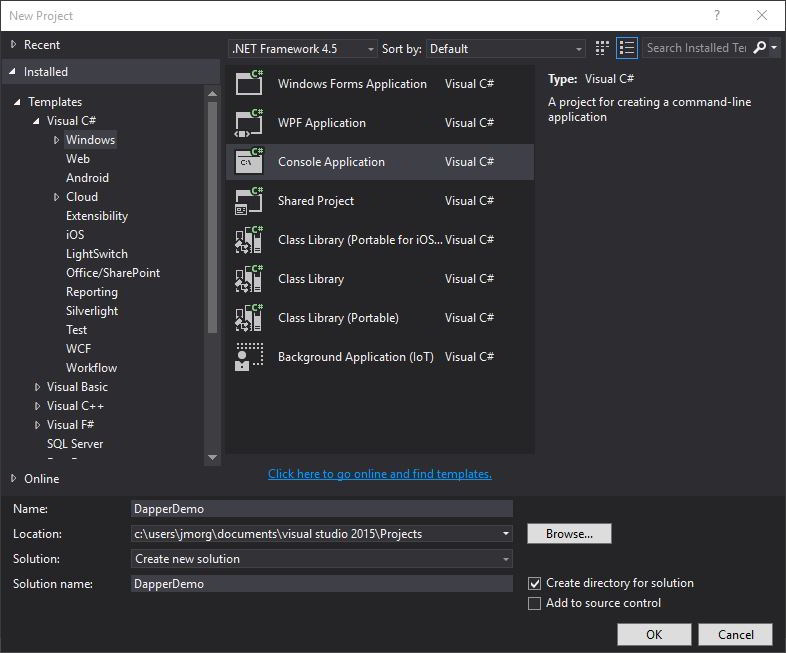 New Project
?
Recent
.NET Framework 4.5
Sort by:
Default
Search Installed Te
Installed
Templates
Visual C#
Windows
Web
Android
Cloud
Extensibility
iOS
LightSwitch
Office/SharePoint
Reporting
Silverlight
Test
WCF
Workflow
Visual Basic
Visual C++
Visual F#
SQL Server
Online
Windows Forms Application Visual C#
WPF Application Visual C#
Console Application Visual C#
Shared Project Visual C#
Class Library (Portable for iOS... Visual C#
Class Library Visual C#
Class Library (Portable) Visual C#
Background Application (IoT) Visual C#
Type: Visual C#
A project for creating a command-line
application
Click here to go online and find templates.
Name: DapperDemo
Location: c:\users\jmorg\documents\visual studio 2015\Projects
Browse...
Solution: Create new solution
Solution name: DapperDemo
Create directory for solution
Add to source control
OK
Cancel